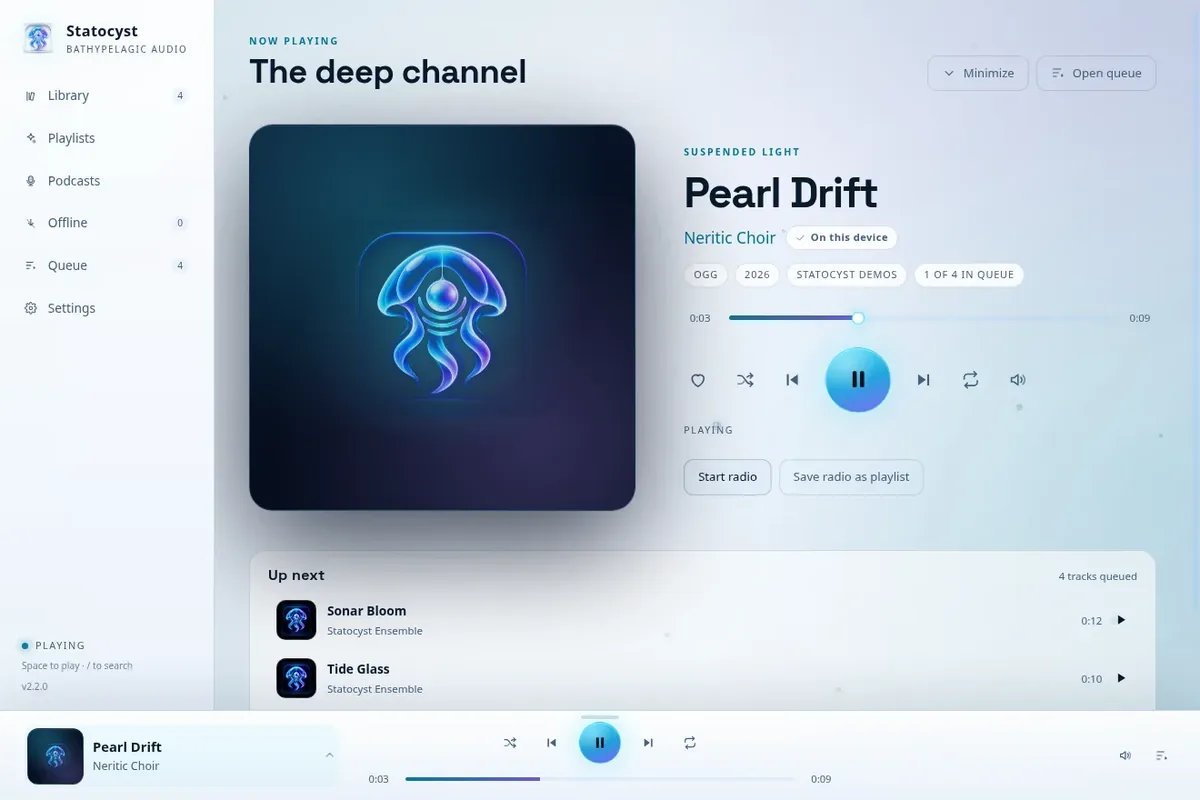 Statocyst
BATHYPELAGIC AUDIO
Library 4
Playlists
Podcasts
Offline 0
Queue 4
Settings
PLAYING
Space to play · / to search
v2.2.0
NOW PLAYING
The deep channel
Minimize
Open queue
SUSPENDED LIGHT
Pearl Drift
Neritic Choir
On this device
OGG
2026
STATOCYST DEMOS
1 OF 4 IN QUEUE
0:03
0:09
PLAYING
Start radio
Save radio as playlist
Up next
4 tracks queued
Sonar Bloom
Statocyst Ensemble
0:12
Tide Glass
Statocyst Ensemble
0:10
Pearl Drift
Neritic Choir
0:03
0:09